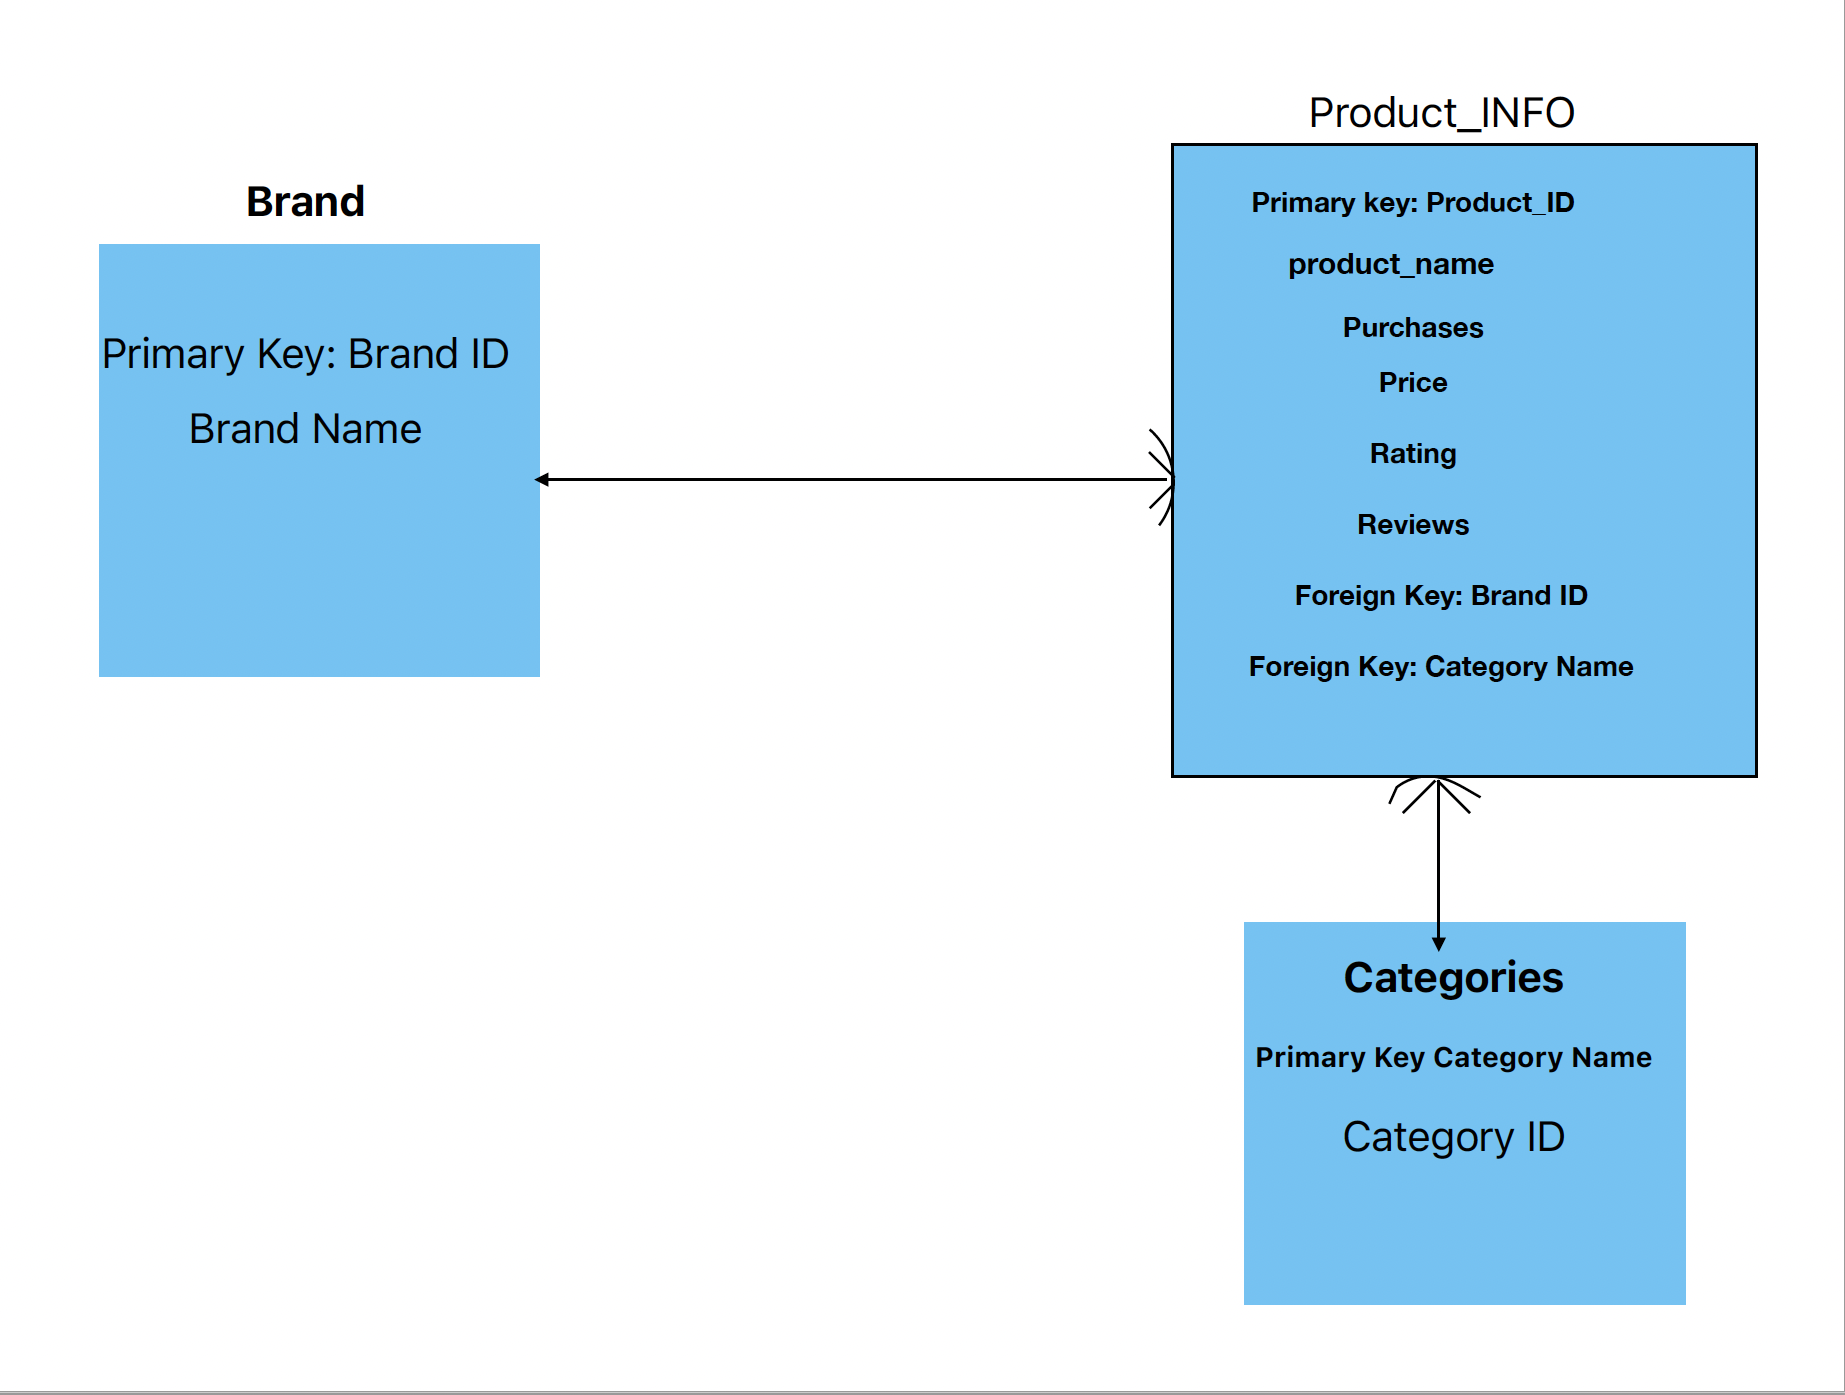 Brand
Primary Key: Brand ID
Brand Name
Product_INFO
Primary key: Product_ID
product_name
Purchases
Price
Rating
Reviews
Foreign Key: Brand ID
Foreign Key: Category Name
Categories
Primary Key Category Name
Category ID